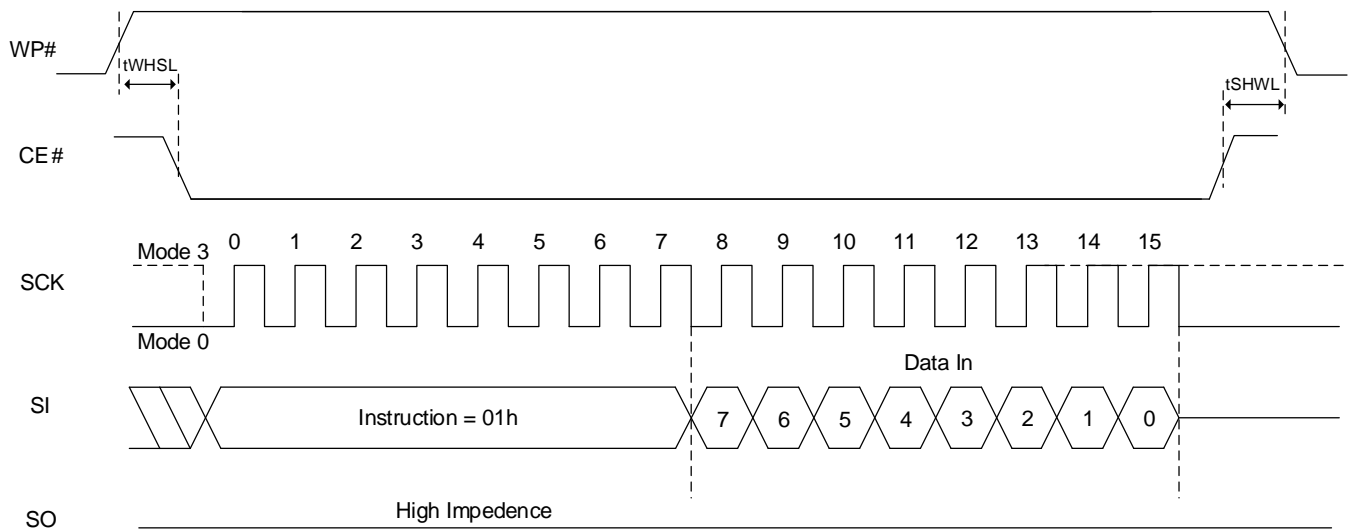 WP#
tWHSL
tSHWL
CE#
0 1 2 3 4 5 6 7 8 9 10 11 12 13 14 15
Mode 3
SCK
Mode 0
Data In
SI
Instruction = 01h
7 6 5 4 3 2 1 0
High Impedence
SO